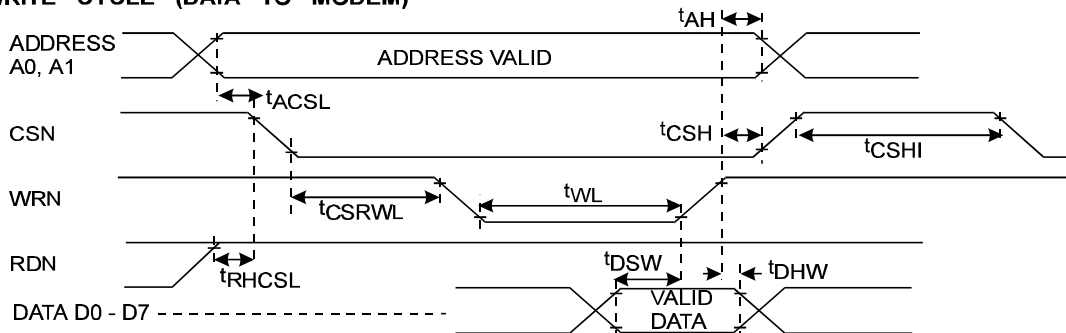 WRITE CYCLE (DATA TO MODEM)
tAH
ADDRESS
A0, A1
ADDRESS VALID
tACSL
CSN
tCSH
tCSHI
WRN
tCSRWL
tWL
RDN
tRHCSL
tDSW
tDHW
DATA D0 - D7
VALID
DATA